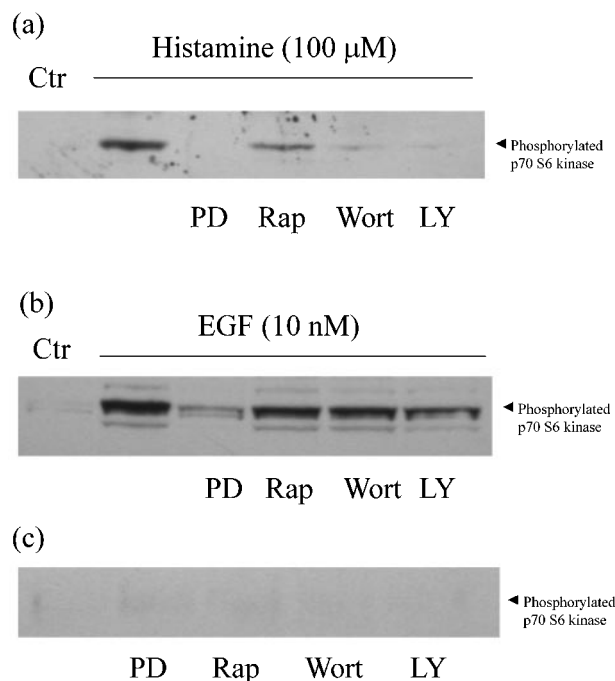 (a)
Histamine (100 μM)
Ctr
◄ Phosphorylated
p70 S6 kinase
PD Rap Wort LY
(b)
EGF (10 nM)
Ctr
◄ Phosphorylated
p70 S6 kinase
PD Rap Wort LY
(c)
◄ Phosphorylated
p70 S6 kinase
PD Rap Wort LY